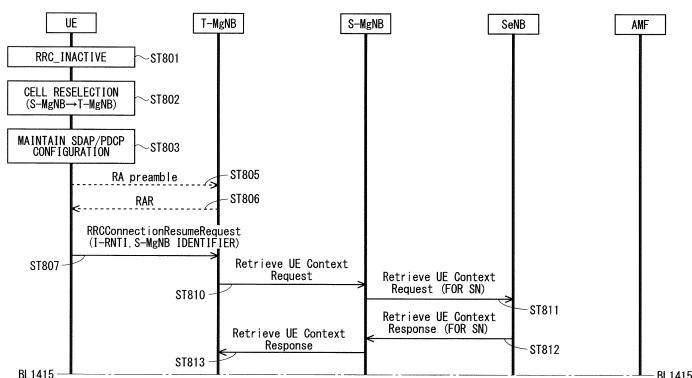 UE
T-MgNB
S-MgNB
SeNB
AMF
RRC_INACTIVE
ST801
CELL RESELECTION
(S-MgNB→T-MgNB)
ST802
MAINTAIN SDAP/PDCP
CONFIGURATION
ST803
RA preamble
ST805
RAR
ST806
RRCConnectionResumeRequest
(I-RNTI,S-MgNB IDENTIFIER)
ST807
Retrieve UE Context
Request
ST810
Retrieve UE Context
Request (FOR SN)
ST811
Retrieve UE Context
Response (FOR SN)
ST812
Retrieve UE Context
Response
ST813
BL1415
BL1415